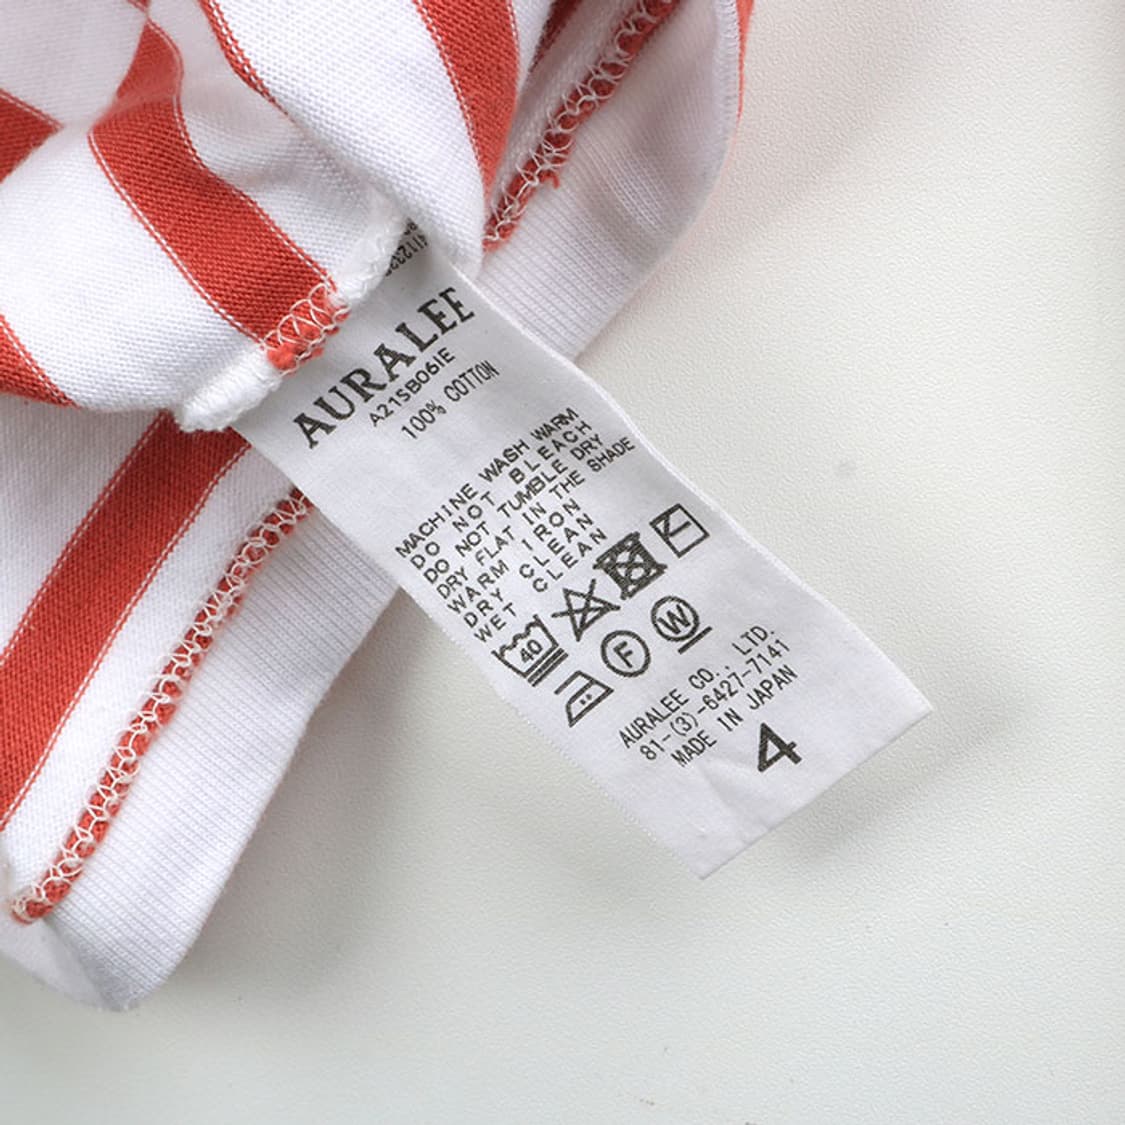 AURALEE
A21SB06IE
100% COTTON
MACHINE WASH WARM
DO NOT BLEACH
DO NOT TUMBLE DRY
DRY FLAT IN THE SHADE
WARM IRON
DRY CLEAN
WET CLEAN
40
F
W
AURALEE CO., LTD.
81-(3)-6427-7141
MADE IN JAPAN
4